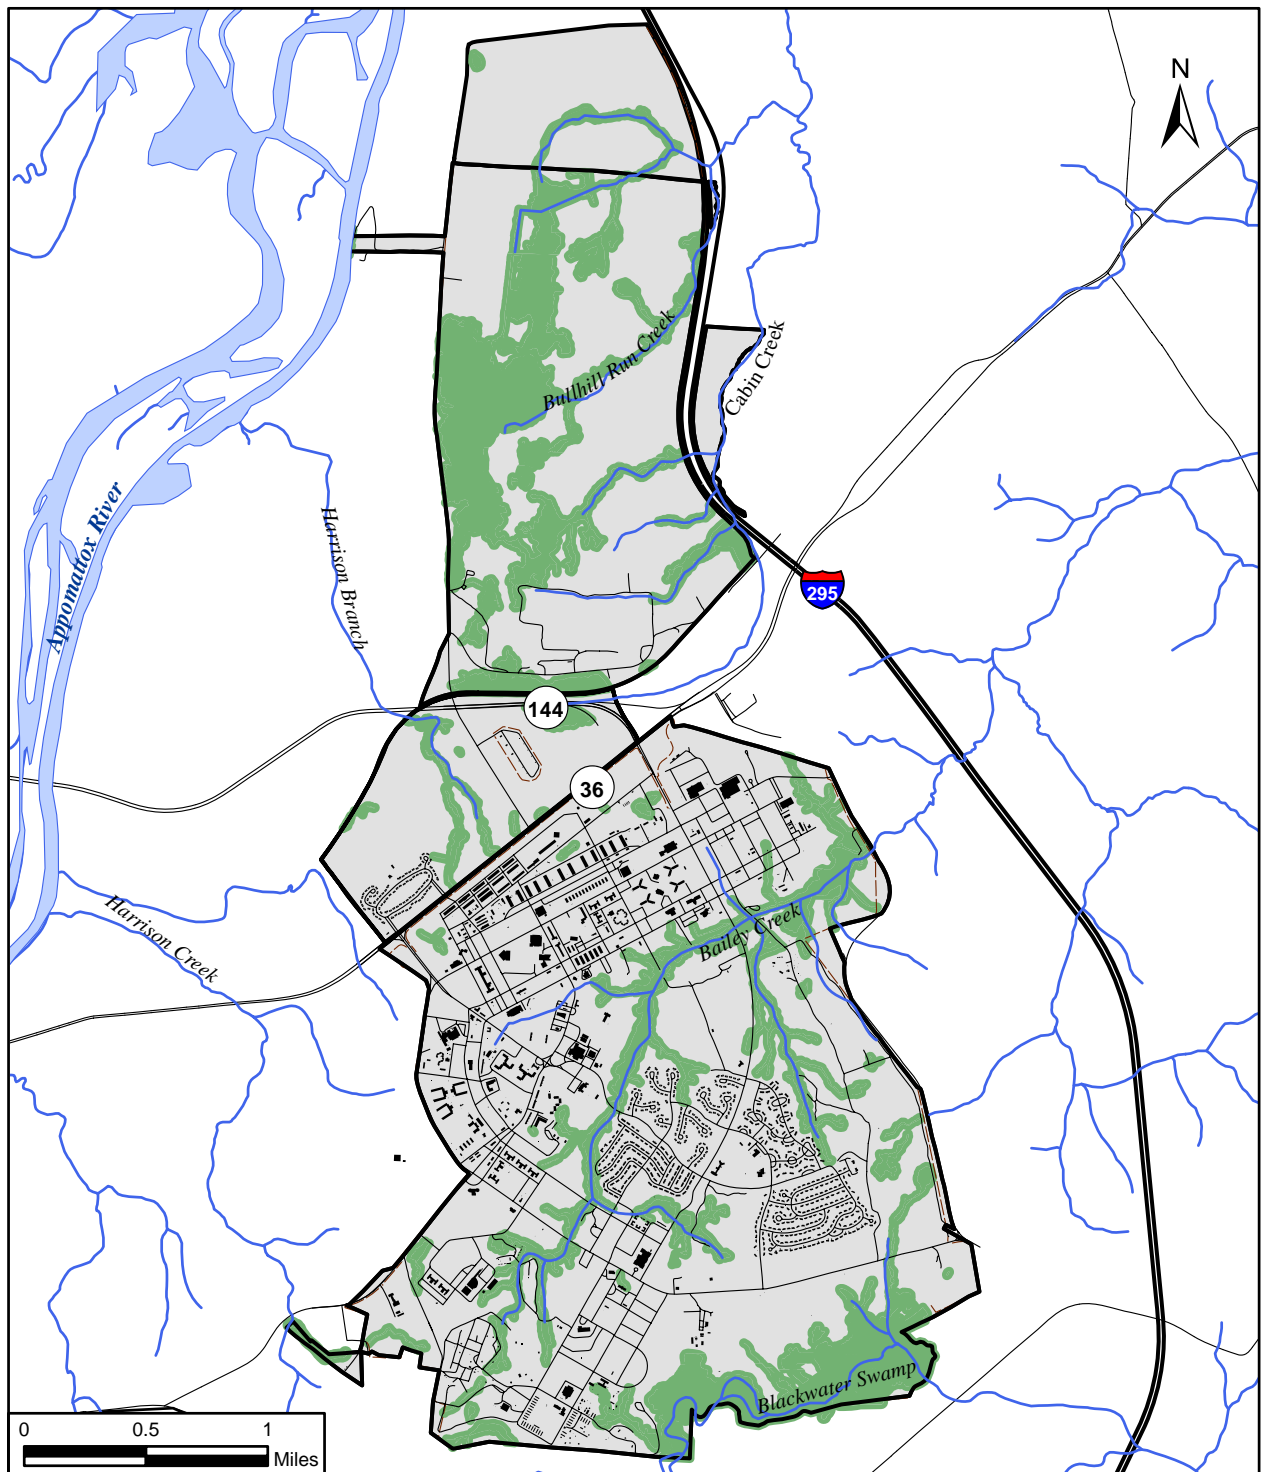 N
Bullhill Run Creek
Cabin Creek
Appomattox River
Harrison Branch
295
144
36
Harrison Creek
Bailey Creek
Blackwater Swamp
0 0.5 1
Miles